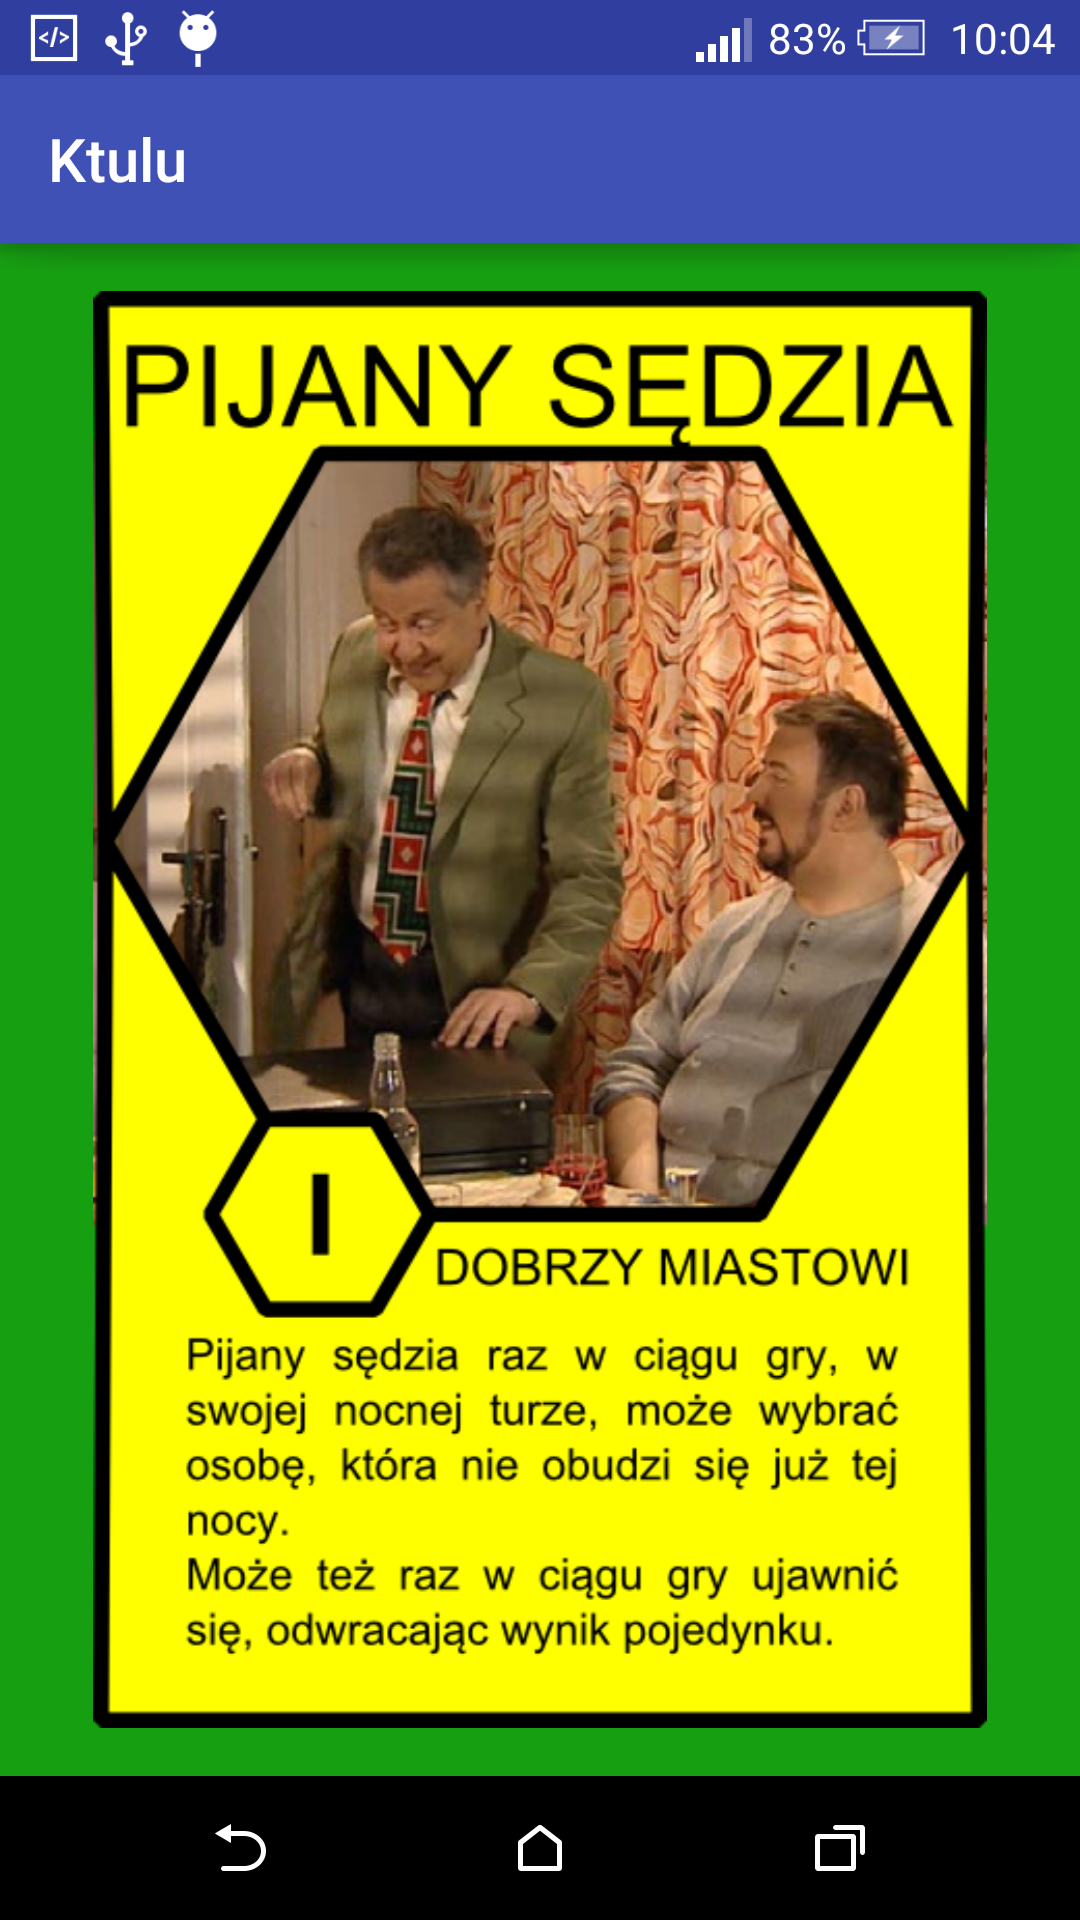 83% 10:04
Ktulu
PIJANY SĘDZIA
I
DOBRZY MIASTOWI
Pijany sędzia raz w ciągu gry, w
swojej nocnej turze, może wybrać
osobę, która nie obudzi się już tej
nocy.
Może też raz w ciągu gry ujawnić
się, odwracając wynik pojedynku.